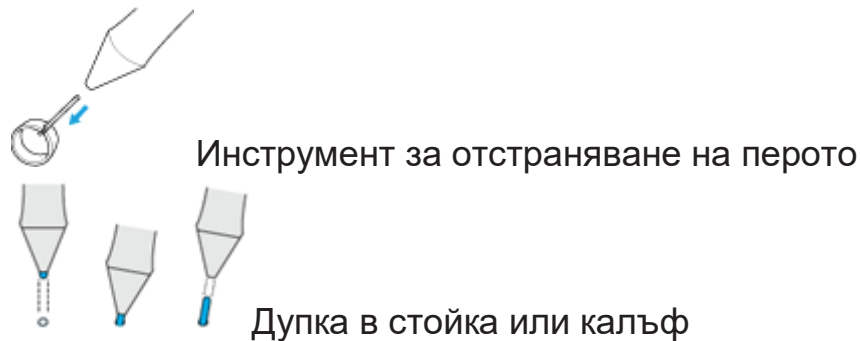 Инструмент за отстраняване на перото
Дупка в стойка или калъф